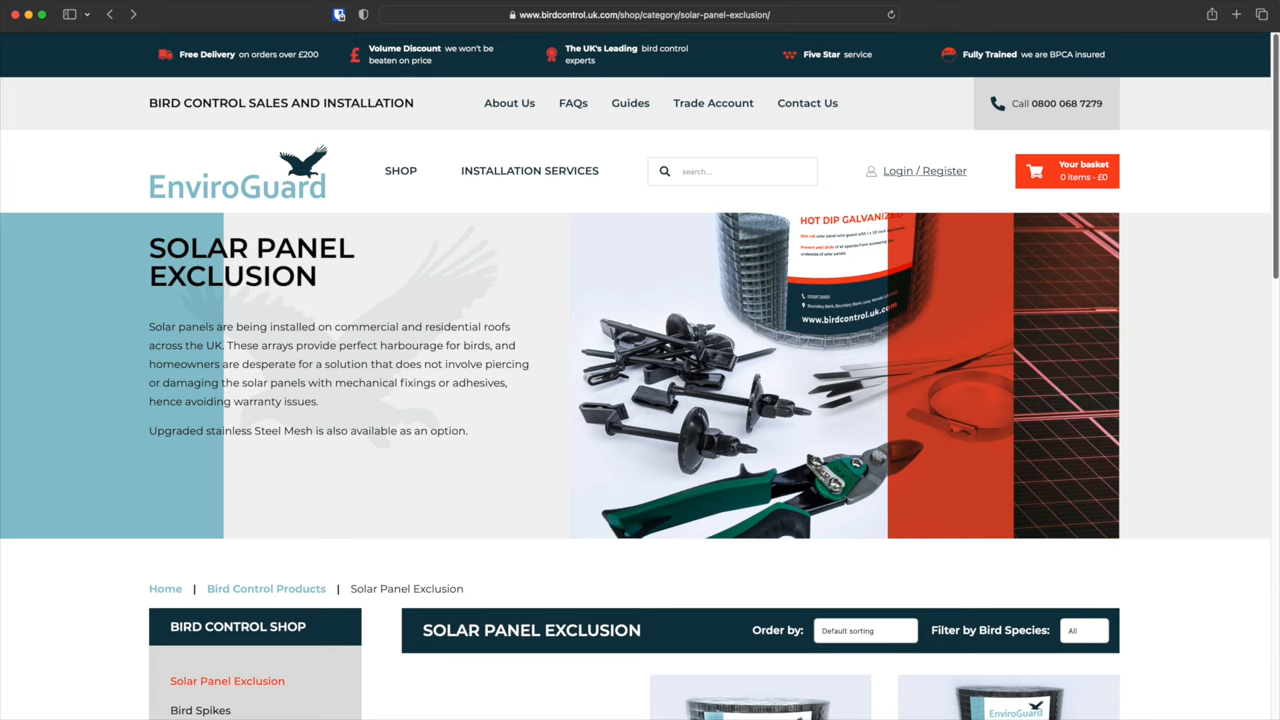 www.birdcontrol.uk.com/shop/category/solar-panel-exclusion/
Free Delivery on orders over £200
Volume Discount we won't be
beaten on price
The UK's Leading bird control
experts
Five Star service
Fully Trained we are BPCA insured
BIRD CONTROL SALES AND INSTALLATION
About Us
FAQs
Guides
Trade Account
Contact Us
Call 0800 068 7279
EnviroGuard
SHOP
INSTALLATION SERVICES
search...
Login / Register
Your basket
0 items - £0
SOLAR PANEL
EXCLUSION
Solar panels are being installed on commercial and residential roofs
across the UK. These arrays provide perfect harbourage for birds, and
homeowners are desperate for a solution that does not involve piercing
or damaging the solar panels with mechanical fixings or adhesives,
hence avoiding warranty issues.
Upgraded stainless Steel Mesh is also available as an option.
HOT DIP GALVANIZED
www.birdcontrol.uk.com
Home | Bird Control Products | Solar Panel Exclusion
BIRD CONTROL SHOP
SOLAR PANEL EXCLUSION
Order by:
Default sorting
Filter by Bird Species:
All
Solar Panel Exclusion
Bird Spikes
EnviroGuard